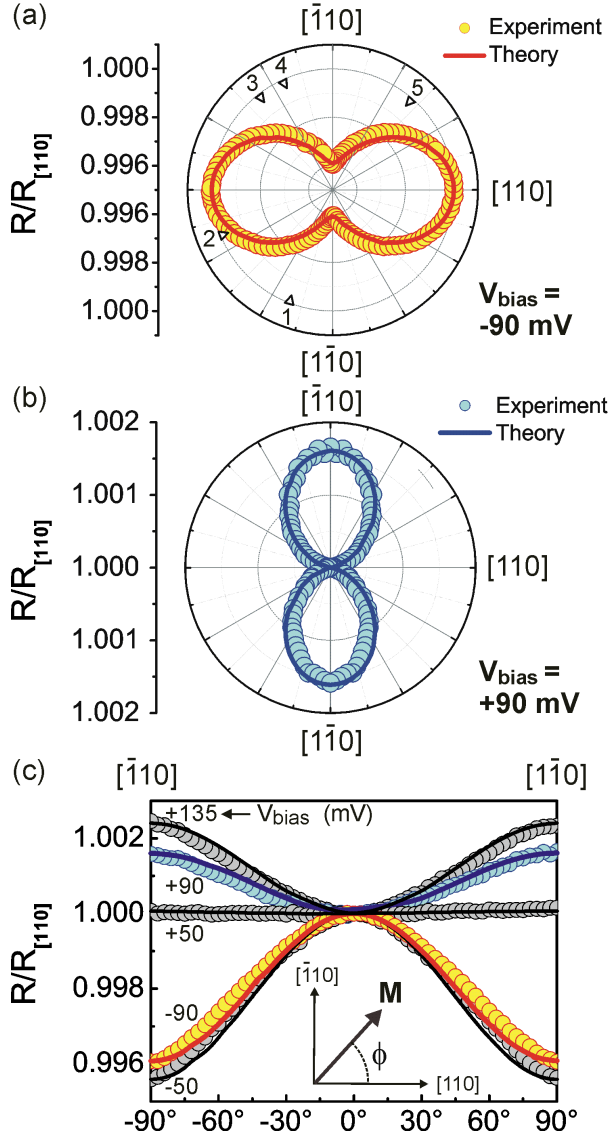 (a)
[1̄10]
Experiment
Theory
1.000
0.998
0.996
0.996
0.998
1.000
R/R[110]
3
4
5
2
1
[110]
Vbias =
-90 mV
[11̄0]
(b)
[1̄10]
Experiment
Theory
1.002
1.001
1.000
1.001
1.002
R/R[110]
[110]
Vbias =
+90 mV
[11̄0]
(c)
[1̄10]
[11̄0]
+135 ← Vbias (mV)
+90
+50
-90
-50
1.002
1.000
0.998
0.996
R/R[110]
[1̄10]
M
ϕ
[110]
-90° -60° -30° 0° 30° 60° 90°